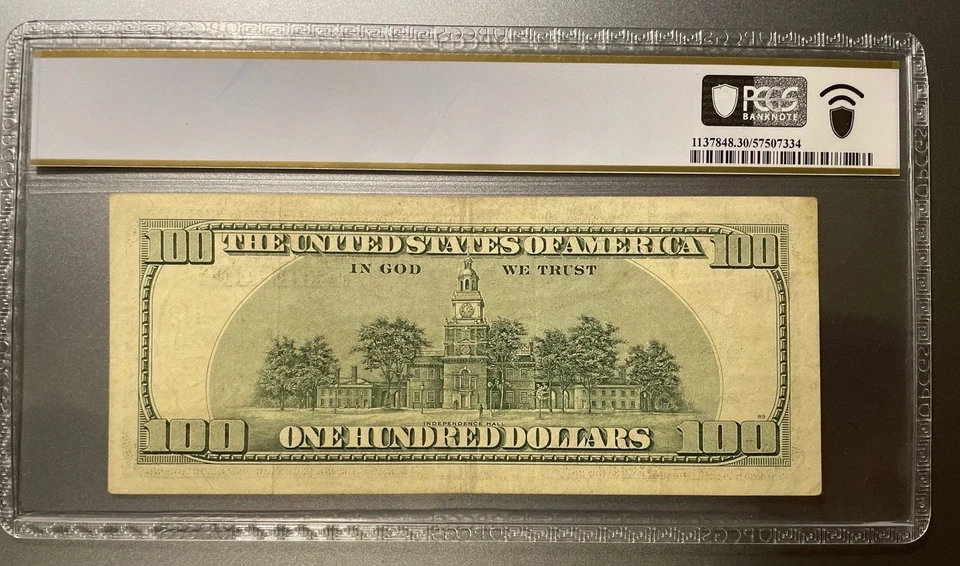 PCGS
BANKNOTE
1137848.30/57507334
100 THE UNITED STATES OF AMERICA 100
IN GOD WE TRUST
INDEPENDENCE HALL
100 ONE HUNDRED DOLLARS 100